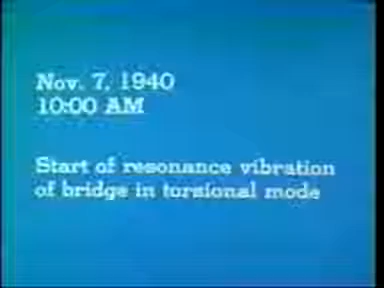 Nov. 7, 1940
10:00 AM
Start of resonance vibration
of bridge in torsional mode